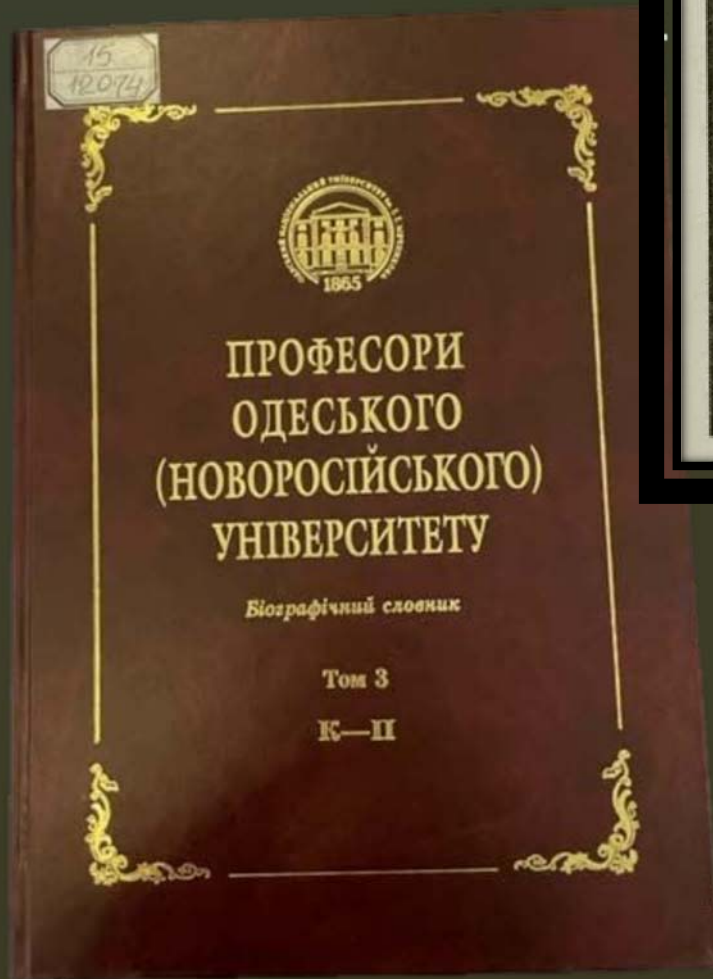 15
12074
1865
ПРОФЕСОРИ
ОДЕСЬКОГО
(НОВОРОСІЙСЬКОГО)
УНІВЕРСИТЕТУ
Біографічний словник
Том 3
К—П